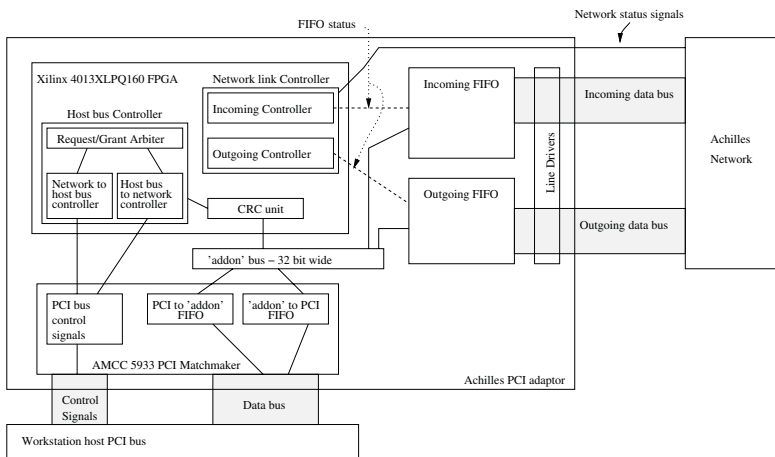 Network status signals
FIFO status
Xilinx 4013XLPQ160 FPGA
Network link Controller
Incoming Controller
Outgoing Controller
Host bus Controller
Request/Grant Arbiter
Network to
host bus
controller
Host bus
to network
controller
CRC unit
Incoming FIFO
Outgoing FIFO
Line Drivers
Incoming data bus
Outgoing data bus
Achilles
Network
'addon' bus − 32 bit wide
PCI bus
control
signals
PCI to 'addon'
FIFO
'addon' to PCI
FIFO
AMCC 5933 PCI Matchmaker
Achilles PCI adaptor
Control
Signals
Data bus
Workstation host PCI bus